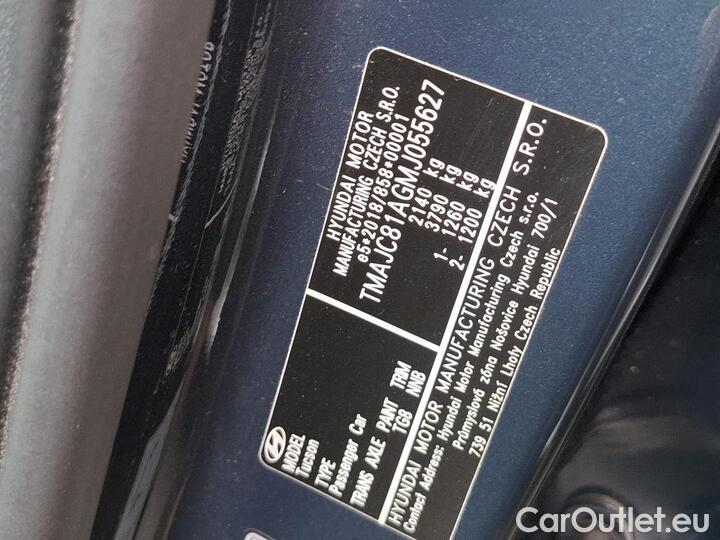 HYUNDAI MOTOR
MANUFACTURING CZECH S.R.O.
e5*2018/858*00001
TMAJC81AGMJ055627
2140 kg
3790 kg
1- 1260 kg
2- 1200 kg
MODEL
Tucson
TYPE
Passenger Car
TRANS AXLE PANT TRIM
TGB NNB
HYUNDAI MOTOR MANUFACTURING CZECH S.R.O.
Contact Address: Hyundai Motor Manufacturing Czech s.r.o.
Průmyslová zóna Nošovice Hyundai 700/1
739 51 Nižní Lhoty Czech Republic
CarOutlet.eu